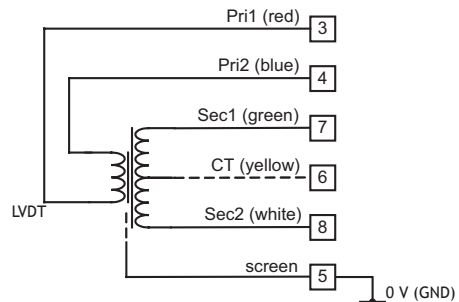 Pri1 (red) 3
Pri2 (blue) 4
Sec1 (green) 7
CT (yellow) 6
LVDT
Sec2 (white) 8
screen 5
0 V (GND)